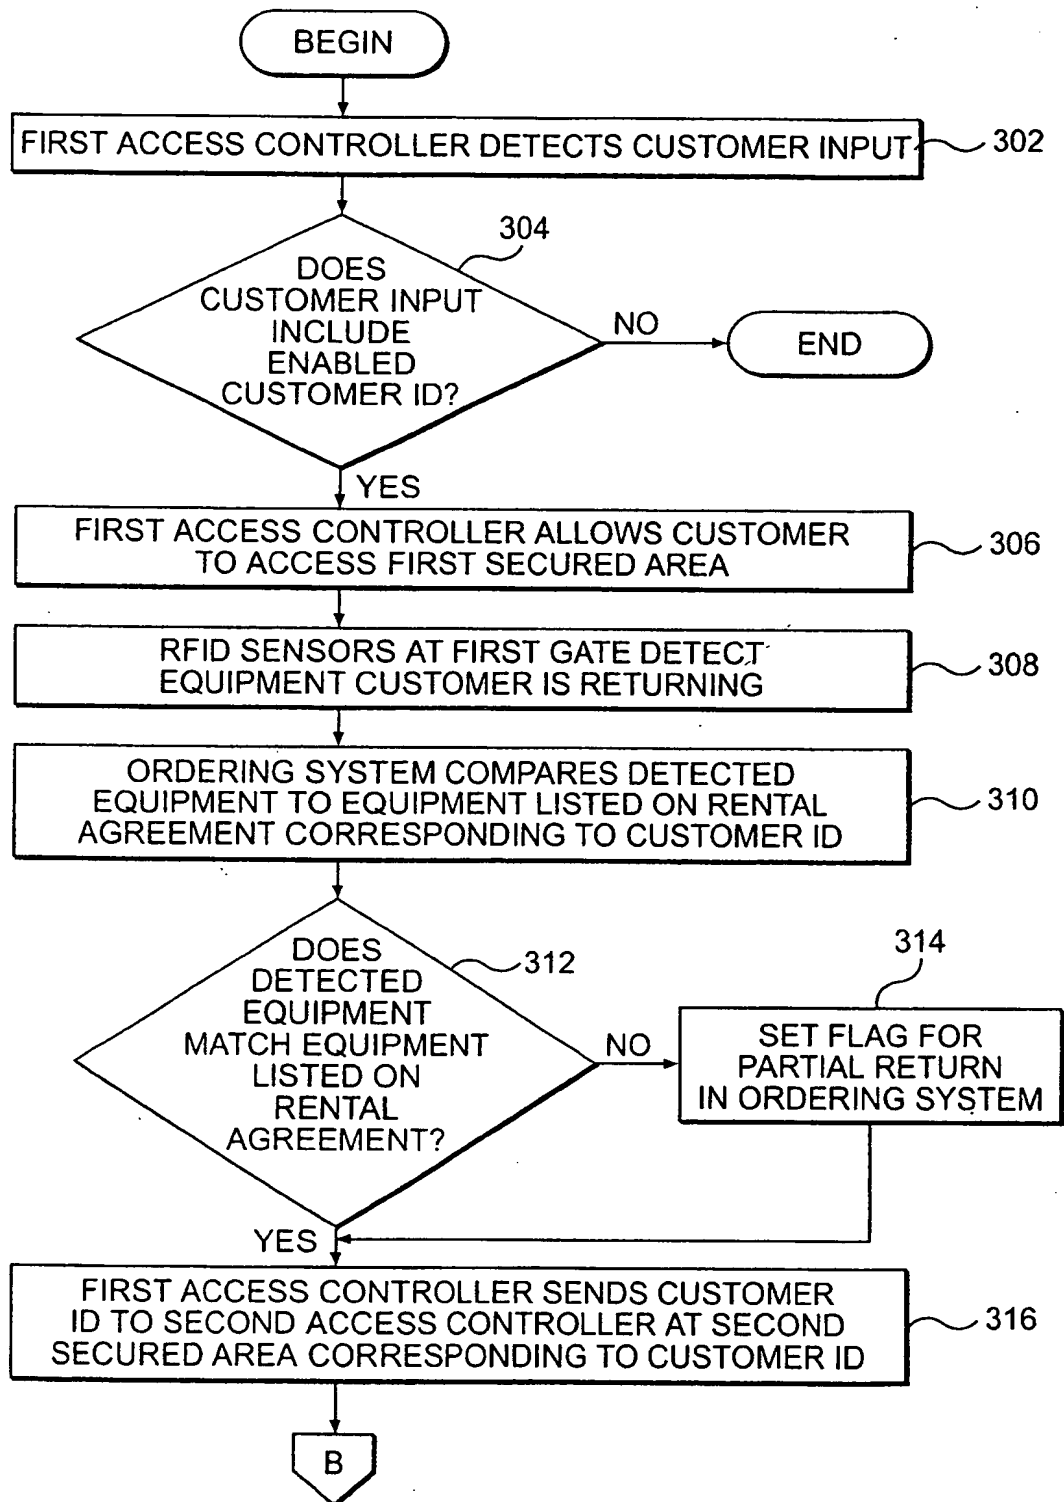 BEGIN
FIRST ACCESS CONTROLLER DETECTS CUSTOMER INPUT
302
304
DOES
CUSTOMER INPUT
INCLUDE
ENABLED
CUSTOMER ID?
NO
END
YES
FIRST ACCESS CONTROLLER ALLOWS CUSTOMER
TO ACCESS FIRST SECURED AREA
306
RFID SENSORS AT FIRST GATE DETECT
EQUIPMENT CUSTOMER IS RETURNING
308
ORDERING SYSTEM COMPARES DETECTED
EQUIPMENT TO EQUIPMENT LISTED ON RENTAL
AGREEMENT CORRESPONDING TO CUSTOMER ID
310
DOES
DETECTED
EQUIPMENT
MATCH EQUIPMENT
LISTED ON
RENTAL
AGREEMENT?
312
NO
314
SET FLAG FOR
PARTIAL RETURN
IN ORDERING SYSTEM
YES
FIRST ACCESS CONTROLLER SENDS CUSTOMER
ID TO SECOND ACCESS CONTROLLER AT SECOND
SECURED AREA CORRESPONDING TO CUSTOMER ID
316
B